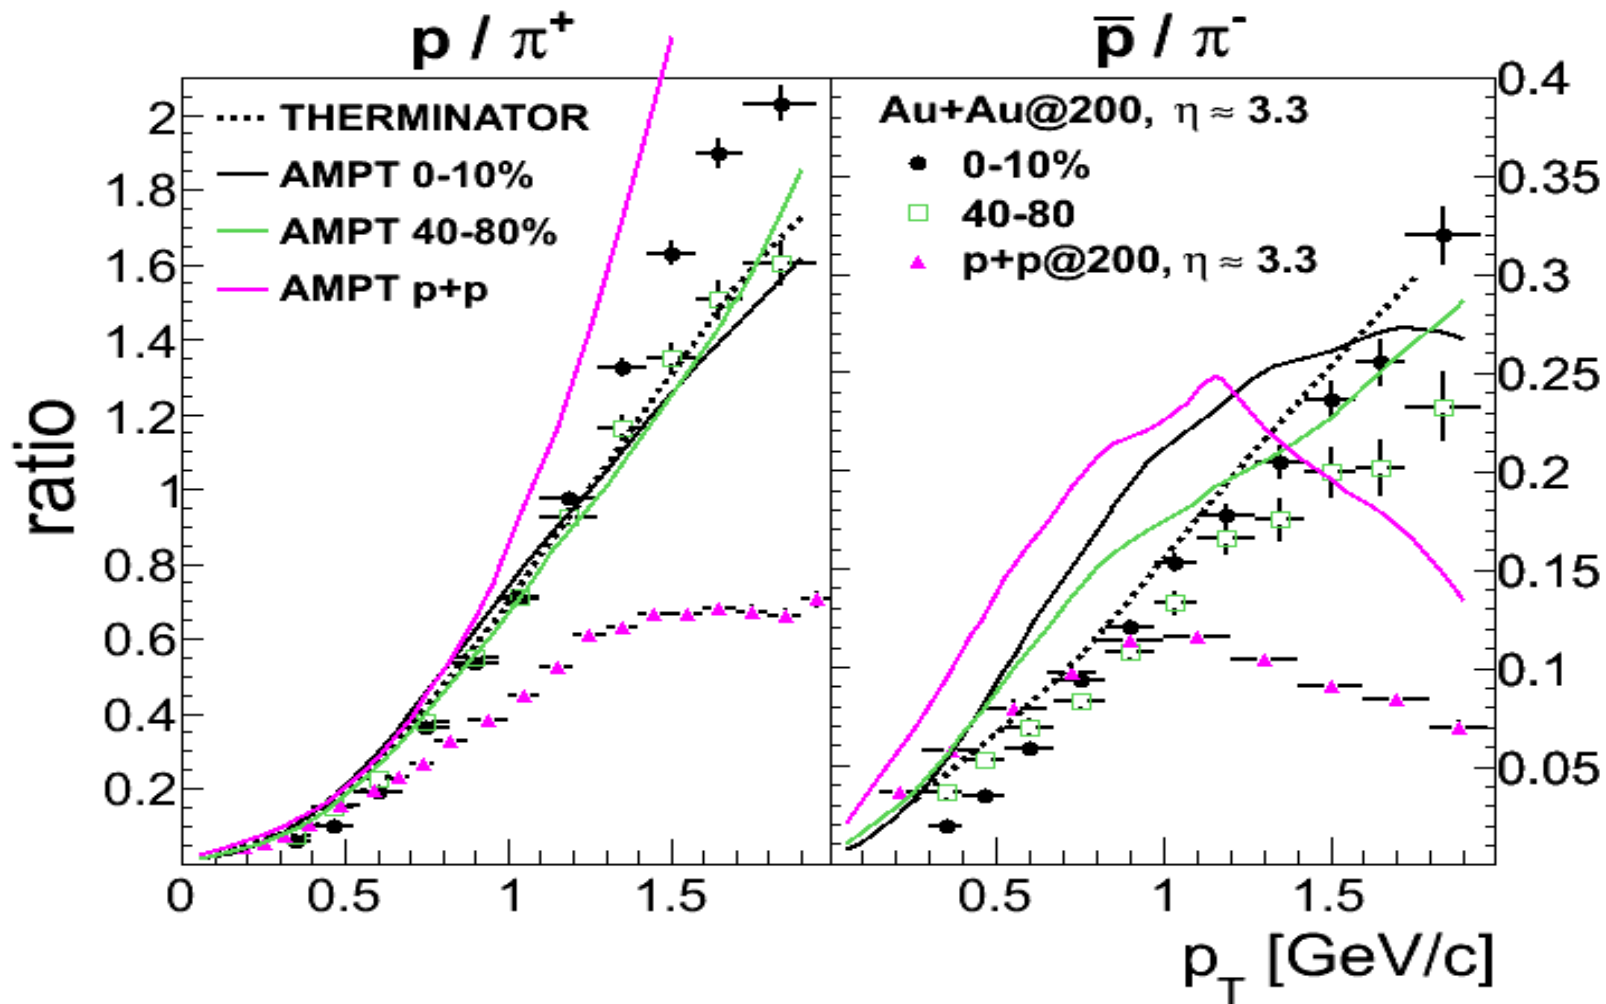 p / π⁺
p̅ / π⁻
ratio
2
1.8
1.6
1.4
1.2
1
0.8
0.6
0.4
0.2
THERMINATOR
AMPT 0-10%
AMPT 40-80%
AMPT p+p
Au+Au@200, η ≈ 3.3
0-10%
40-80
p+p@200, η ≈ 3.3
0.4
0.35
0.3
0.25
0.2
0.15
0.1
0.05
0 0.5 1 1.5
0.5 1 1.5
p_T [GeV/c]